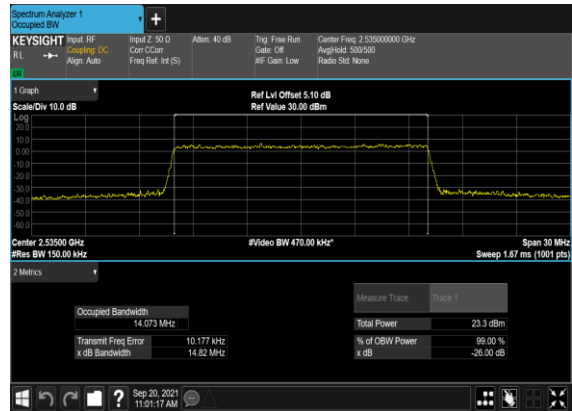 Spectrum Analyzer 1
Occupied BW
+
KEYSIGHT Input: RF Input Z: 50 Ω Atten: 40 dB Trig: Free Run Center Freq: 2.535000000 GHz
RL Coupling: DC Corr CCorr Gate: Off Avg|Hold: 500/500
Align: Auto Freq Ref: Int (S) #IF Gain: Low Radio Std: None
1 Graph
Ref Lvl Offset 5.10 dB
Scale/Div 10.0 dB Ref Value 30.00 dBm
Log
20.0
10.0
0.00
-10.0
-20.0
-30.0
-40.0
-50.0
-60.0
Center 2.53500 GHz #Video BW 470.00 kHz* Span 30 MHz
#Res BW 150.00 kHz Sweep 1.67 ms (1001 pts)
2 Metrics
Measure Trace Trace 1
Occupied Bandwidth
14.073 MHz Total Power 23.3 dBm
Transmit Freq Error 10.177 kHz % of OBW Power 99.00 %
x dB Bandwidth 14.82 MHz x dB -26.00 dB
? Sep 20, 2021
11:01:17 AM